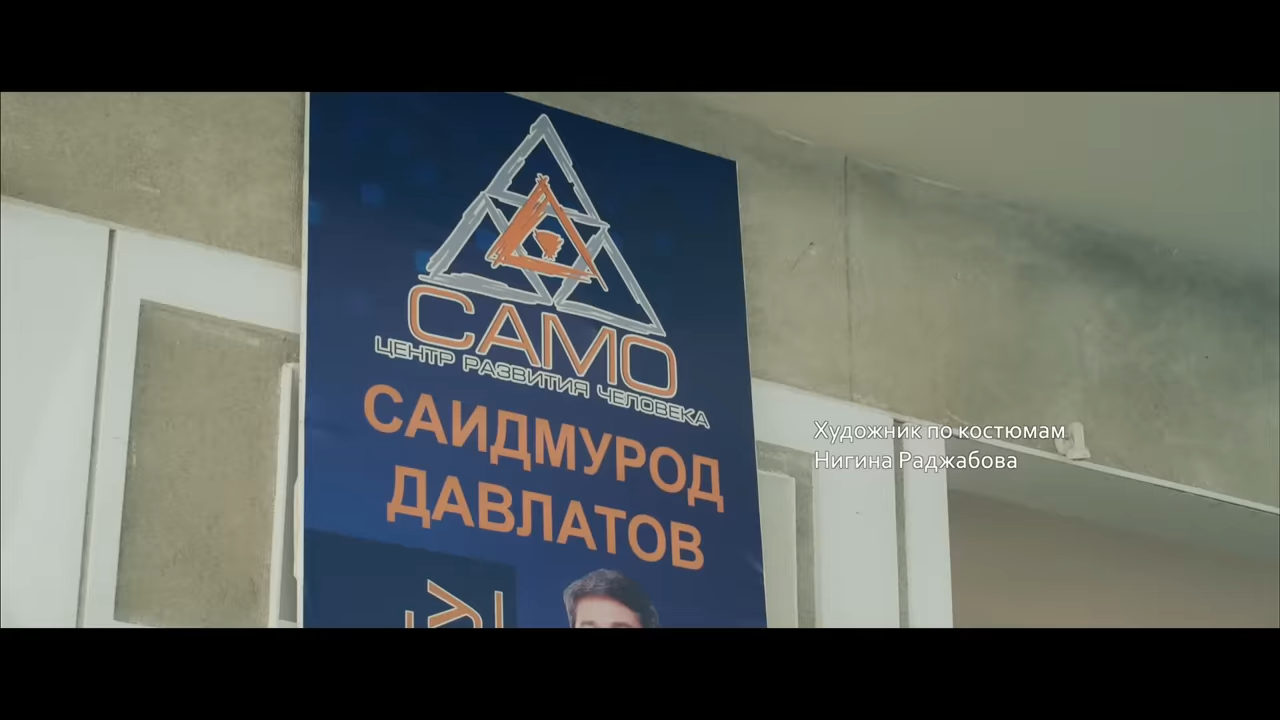 САМО
ЦЕНТР РАЗВИТИЯ ЧЕЛОВЕКА
САИДМУРОД
ДАВЛАТОВ
Художник по костюмам
Нигина Раджабова